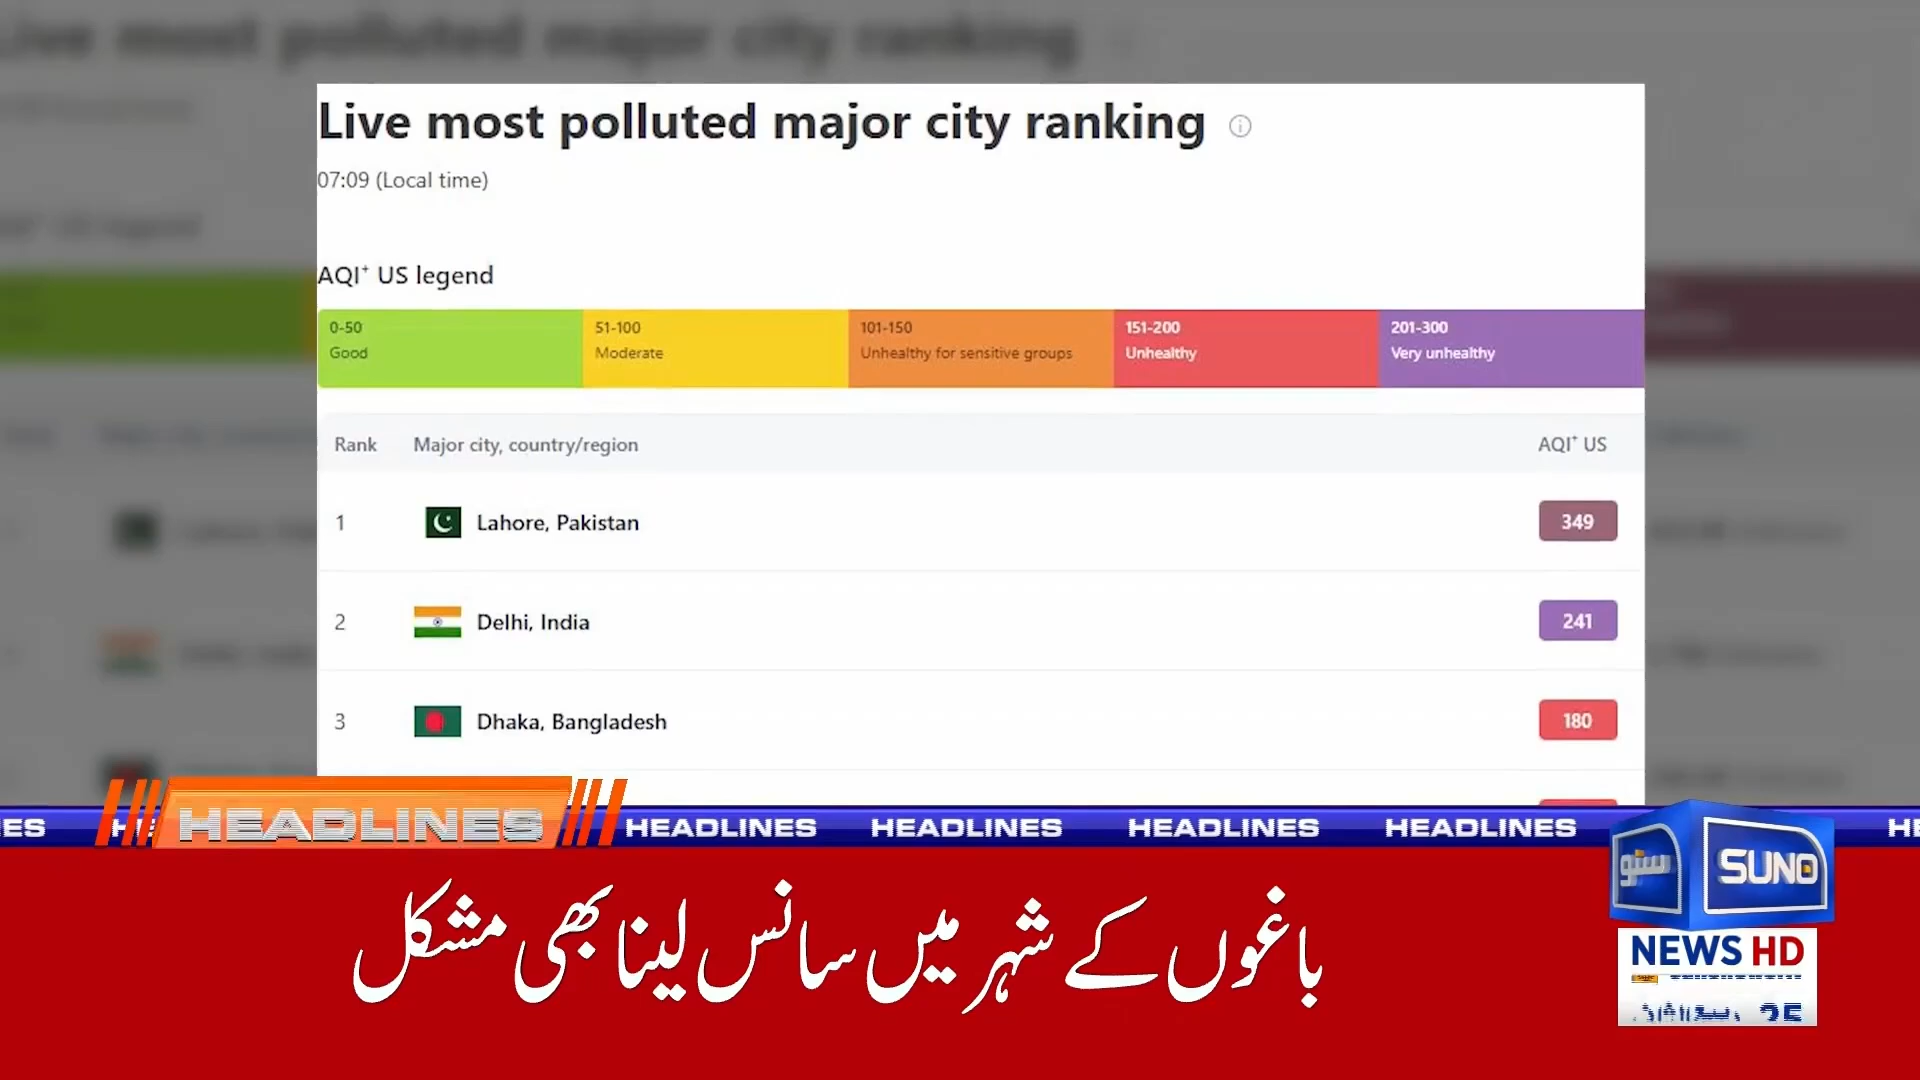 Live most polluted major city ranking
07:09 (Local time)
AQI⁺ US legend
0-50
Good
51-100
Moderate
101-150
Unhealthy for sensitive groups
151-200
Unhealthy
201-300
Very unhealthy
Rank Major city, country/region AQI⁺ US
1 Lahore, Pakistan 349
2 Delhi, India 241
3 Dhaka, Bangladesh 180
HEADLINES
HEADLINES HEADLINES HEADLINES HEADLINES
باغوں کے شہر میں سانس لینا بھی مشکل
سنو SUNO
NEWS HD